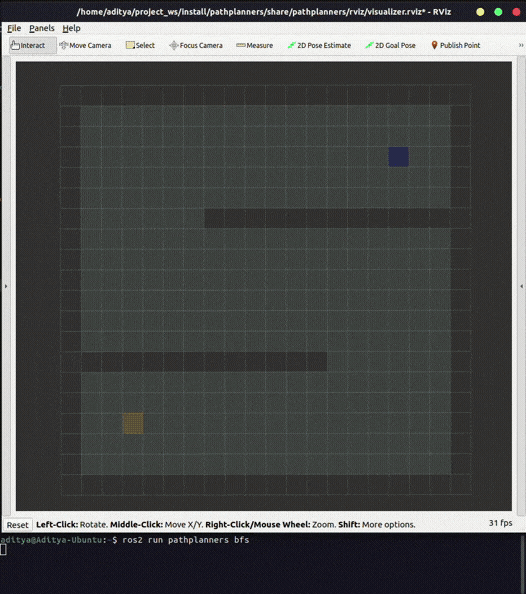 /home/aditya/project_ws/install/pathplanners/share/pathplanners/rviz/visualizer.rviz* - RViz
File Panels Help
Interact Move Camera Select Focus Camera Measure 2D Pose Estimate 2D Goal Pose Publish Point »
Reset Left-Click: Rotate. Middle-Click: Move X/Y. Right-Click/Mouse Wheel: Zoom. Shift: More options. 31 fps
aditya@Aditya-Ubuntu:~$ ros2 run pathplanners bfs